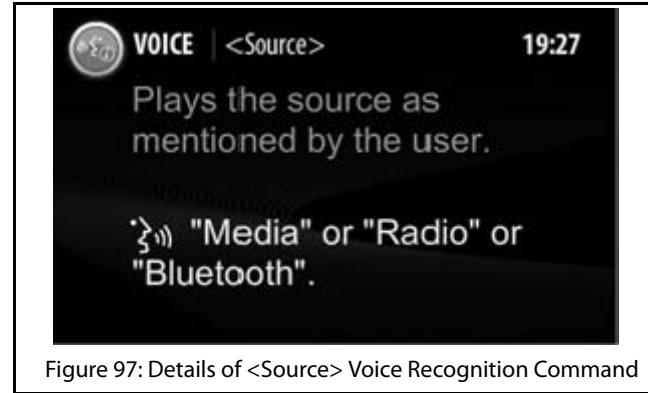 VOICE | <Source> 19:27
Plays the source as
mentioned by the user.
"Media" or "Radio" or
"Bluetooth".
Figure 97: Details of <Source> Voice Recognition Command